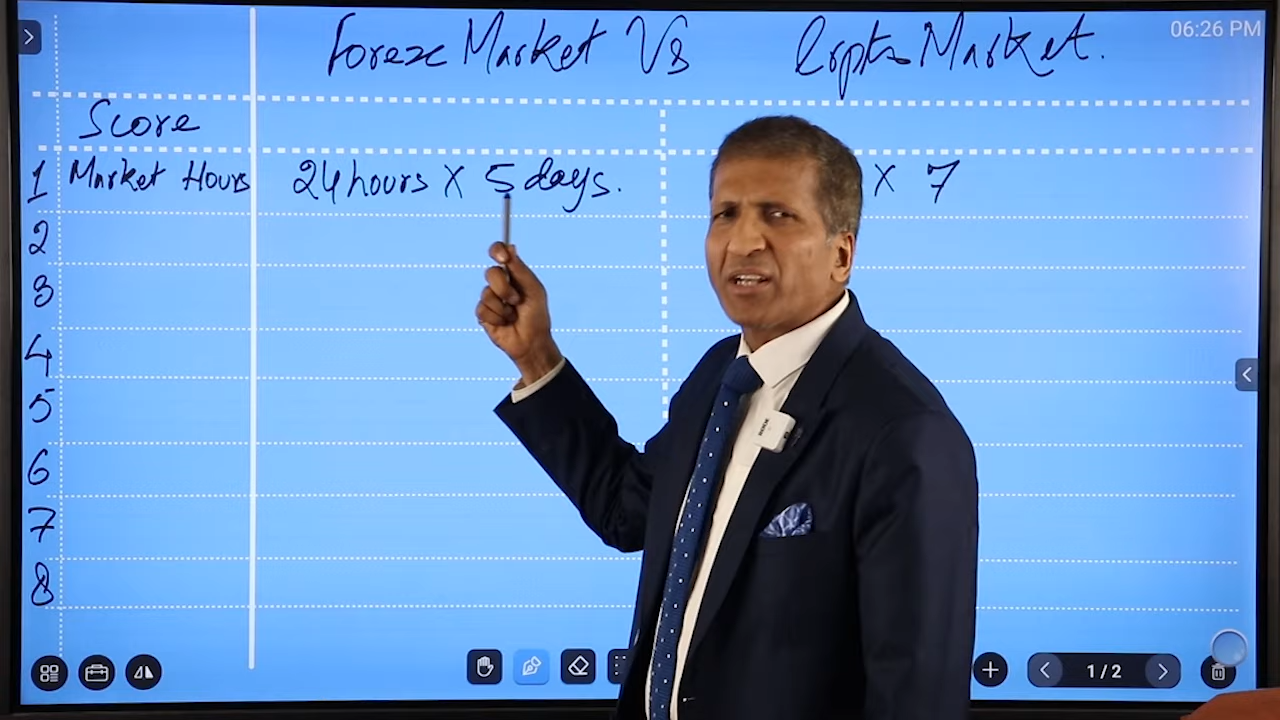 06:26 PM
Forex Market Vs Crypto Market.
Score
1 Market Hours 24 hours X 5 days. X 7
2
3
4
5
6
7
8
1 / 2